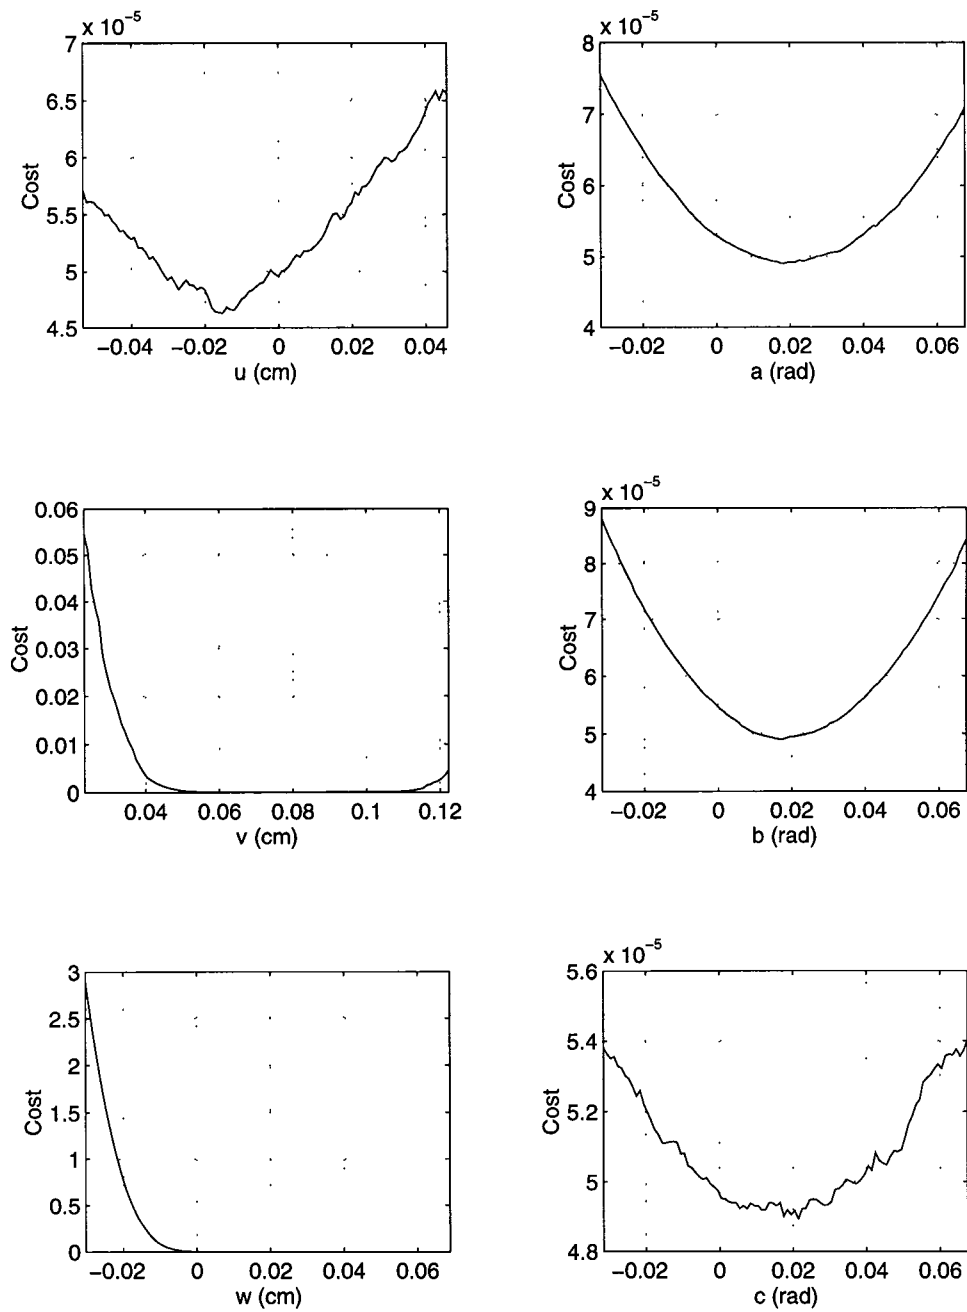 x 10−5
7
6.5
6
5.5
5
4.5
Cost
−0.04 −0.02 0 0.02 0.04
u (cm)
x 10−5
8
7
6
5
4
Cost
−0.02 0 0.02 0.04 0.06
a (rad)
0.06
0.05
0.04
0.03
0.02
0.01
0
Cost
0.04 0.06 0.08 0.1 0.12
v (cm)
x 10−5
9
8
7
6
5
4
Cost
−0.02 0 0.02 0.04 0.06
b (rad)
3
2.5
2
1.5
1
0.5
0
Cost
−0.02 0 0.02 0.04 0.06
w (cm)
x 10−5
5.6
5.4
5.2
5
4.8
Cost
−0.02 0 0.02 0.04 0.06
c (rad)